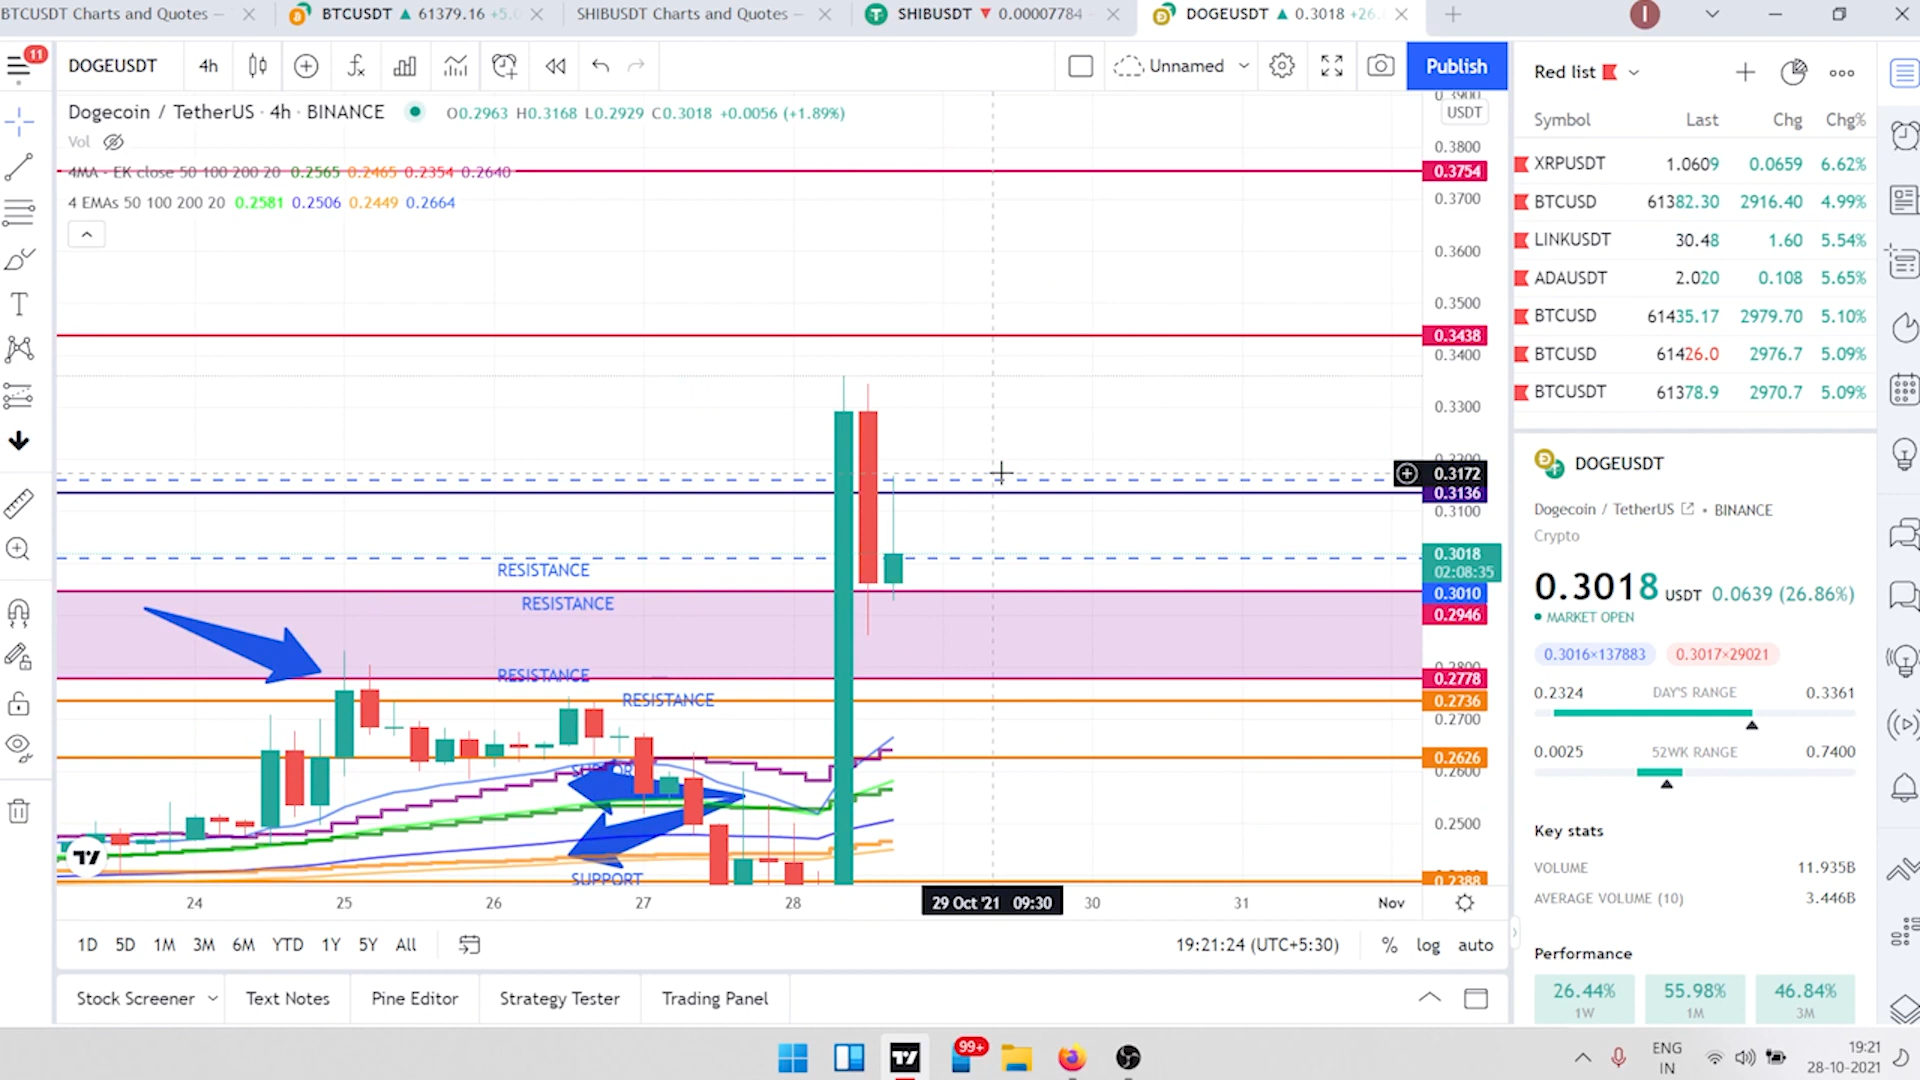 BTCUSDT Charts and Quotes —
BTCUSDT ▲ 61379.16 +5.0
SHIBUSDT Charts and Quotes —
SHIBUSDT ▼ 0.00007784
DOGEUSDT ▲ 0.3018 +26.
I
11
DOGEUSDT
4h
Unnamed
Publish
Dogecoin / TetherUS · 4h · BINANCE
O0.2963 H0.3168 L0.2929 C0.3018 +0.0056 (+1.89%)
Vol
4MA - EK close 50 100 200 20 0.2565 0.2465 0.2354 0.2640
4 EMAs 50 100 200 20 0.2581 0.2506 0.2449 0.2664
0.3900
USDT
0.3800
0.3754
0.3700
0.3600
0.3500
0.3438
0.3400
0.3300
0.3200
0.3172
0.3136
0.3100
0.3018
02:08:35
0.3010
0.2946
0.2800
0.2778
0.2736
0.2700
0.2626
0.2600
0.2500
0.2388
RESISTANCE
RESISTANCE
RESISTANCE
RESISTANCE
SUPPORT
SUPPORT
24 25 26 27 28
29 Oct '21 09:30
30 31 Nov
1D 5D 1M 3M 6M YTD 1Y 5Y All
19:21:24 (UTC+5:30)
% log auto
Stock Screener
Text Notes
Pine Editor
Strategy Tester
Trading Panel
Red list
Symbol Last Chg Chg%
XRPUSDT 1.0609 0.0659 6.62%
BTCUSD 61382.30 2916.40 4.99%
LINKUSDT 30.48 1.60 5.54%
ADAUSDT 2.020 0.108 5.65%
BTCUSD 61435.17 2979.70 5.10%
BTCUSD 61426.0 2976.7 5.09%
BTCUSDT 61378.9 2970.7 5.09%
DOGEUSDT
Dogecoin / TetherUS • BINANCE
Crypto
0.3018 USDT 0.0639 (26.86%)
MARKET OPEN
0.3016×137883 0.3017×29021
0.2324 DAY'S RANGE 0.3361
0.0025 52WK RANGE 0.7400
Key stats
VOLUME 11.935B
AVERAGE VOLUME (10) 3.446B
Performance
26.44% 55.98% 46.84%
1W 1M 3M
99+
ENG
IN
19:21
28-10-2021